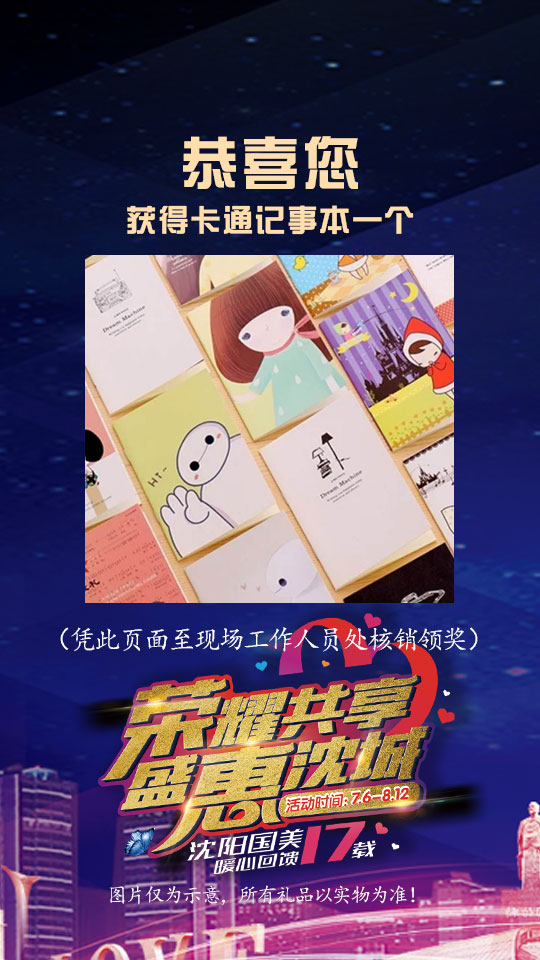 恭喜您
获得卡通记事本一个
Dream Machine
Hi~
Dream Machine
（凭此页面至现场工作人员处核销领奖）
荣耀共享
盛惠沈城
活动时间：7.6-8.12
沈阳国美
暖心回馈
17载
图片仅为示意，所有礼品以实物为准！
LOVE